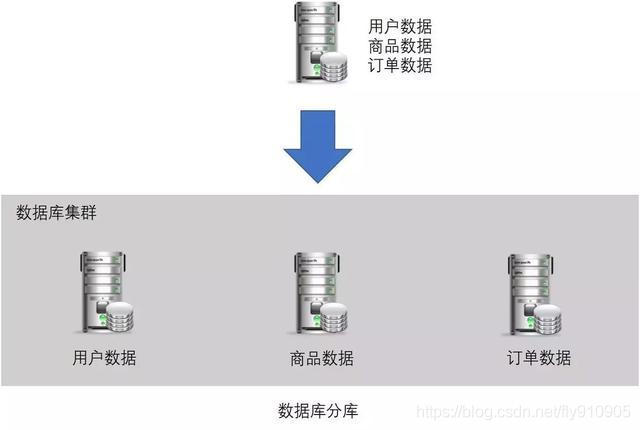 用户数据
商品数据
订单数据
数据库集群
用户数据
商品数据
订单数据
数据库分库
https://blog.csdn.net/fly910905